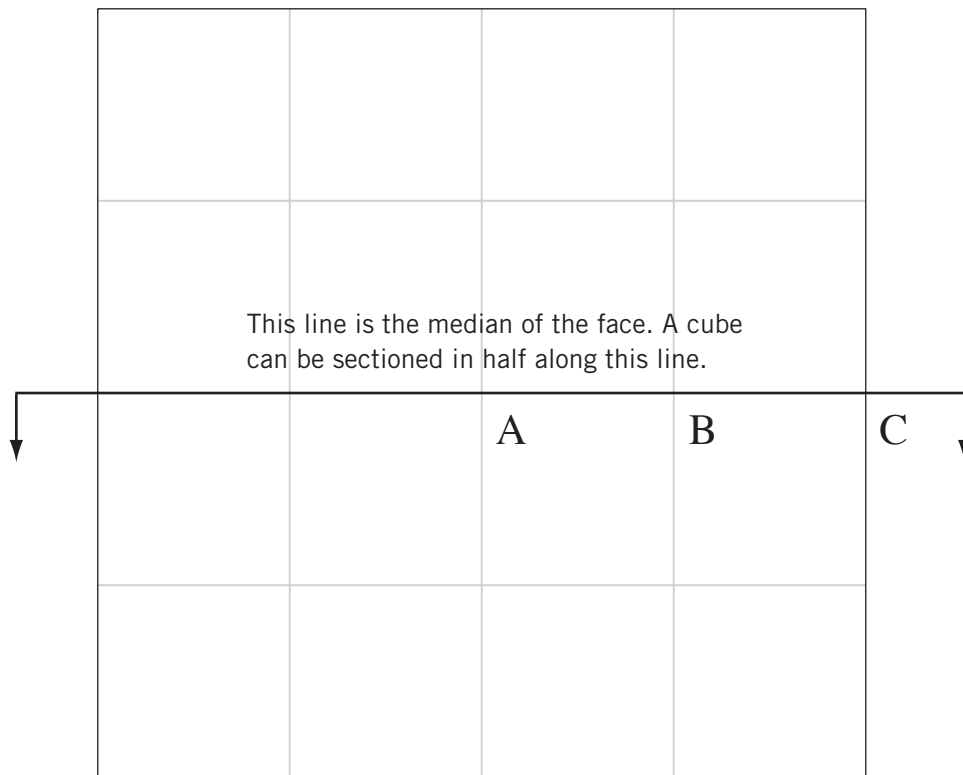 This line is the median of the face. A cube
can be sectioned in half along this line.
A B C